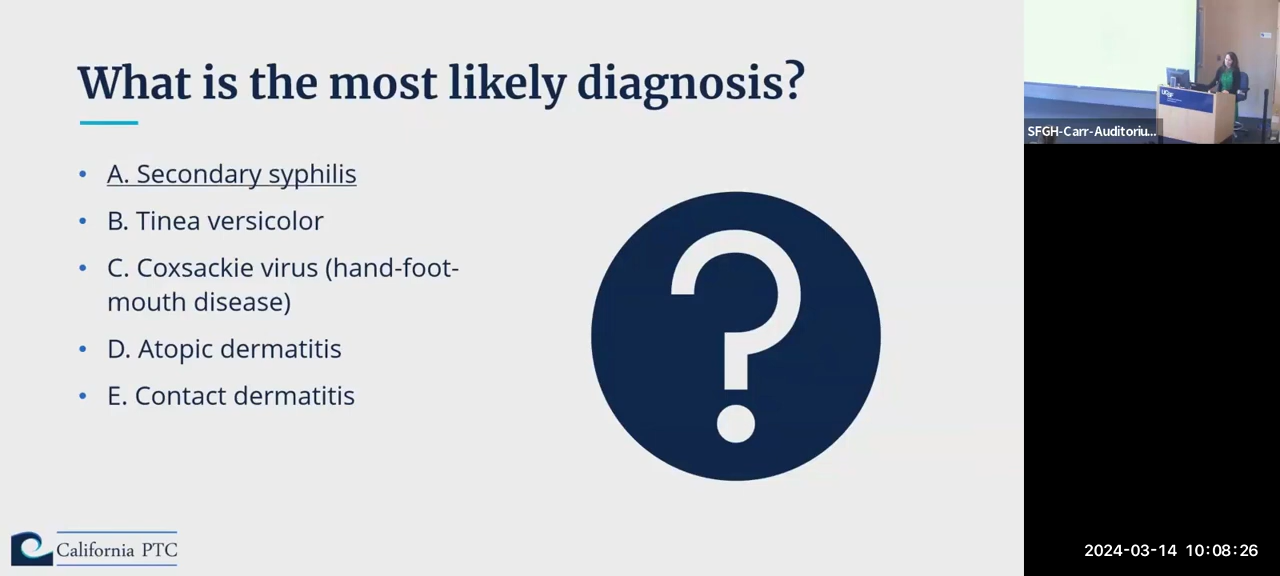 What is the most likely diagnosis?
• A. Secondary syphilis
• B. Tinea versicolor
• C. Coxsackie virus (hand-foot-
mouth disease)
• D. Atopic dermatitis
• E. Contact dermatitis
?
California PTC
UCSF
SFGH-Carr-Auditoriu...
2024-03-14 10:08:26